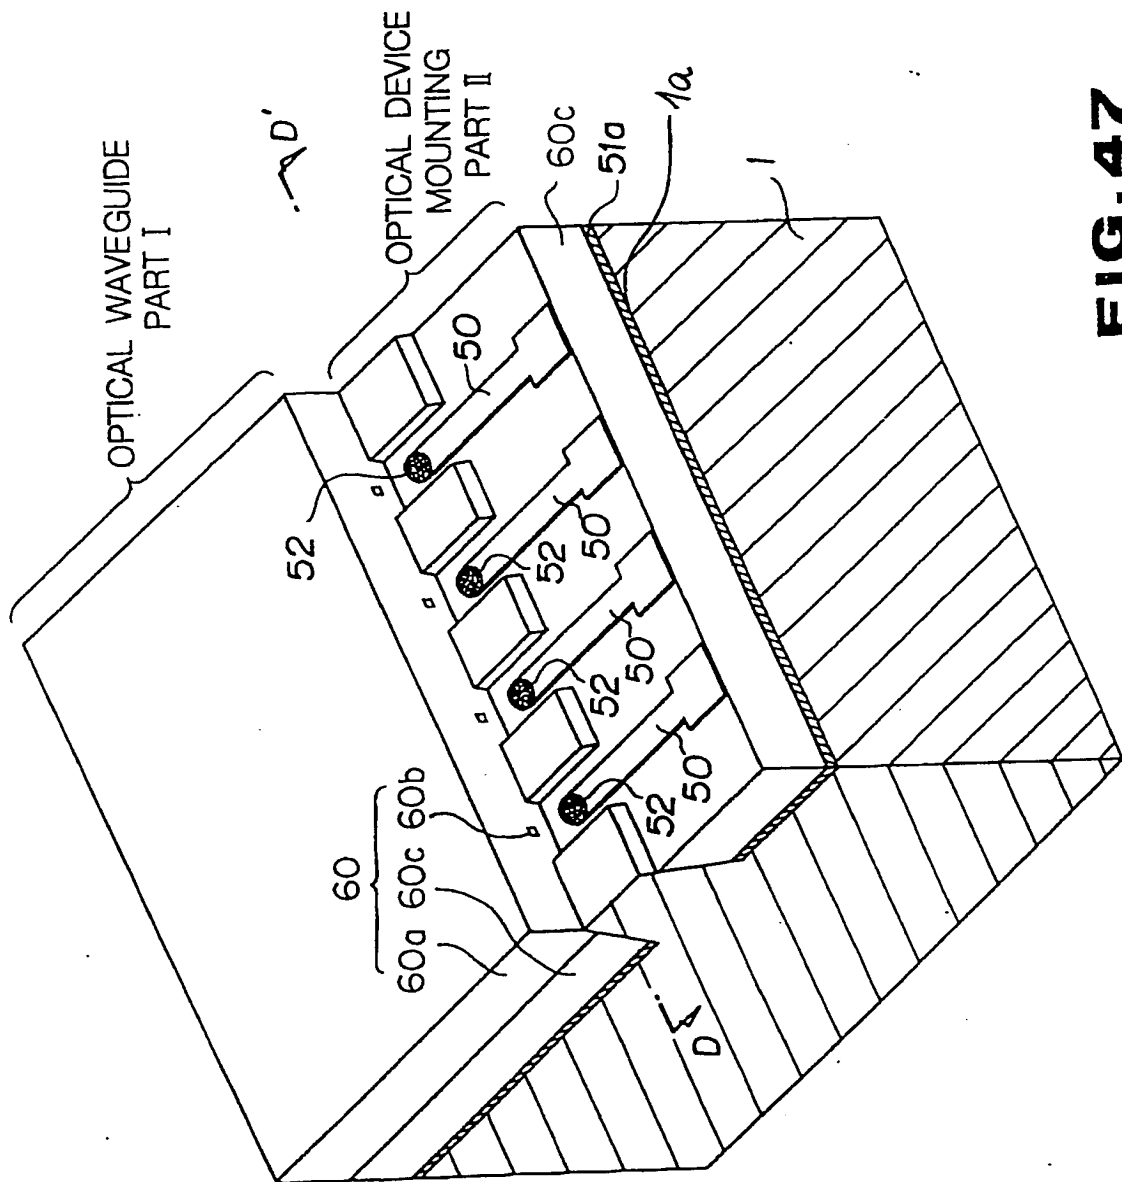 OPTICAL WAVEGUIDE
PART I
OPTICAL DEVICE
MOUNTING
PART II
D'
60c
51a
1a
1
50
52
50
52
50
52
50
52
60
60a 60c 60b
D
FIG.47